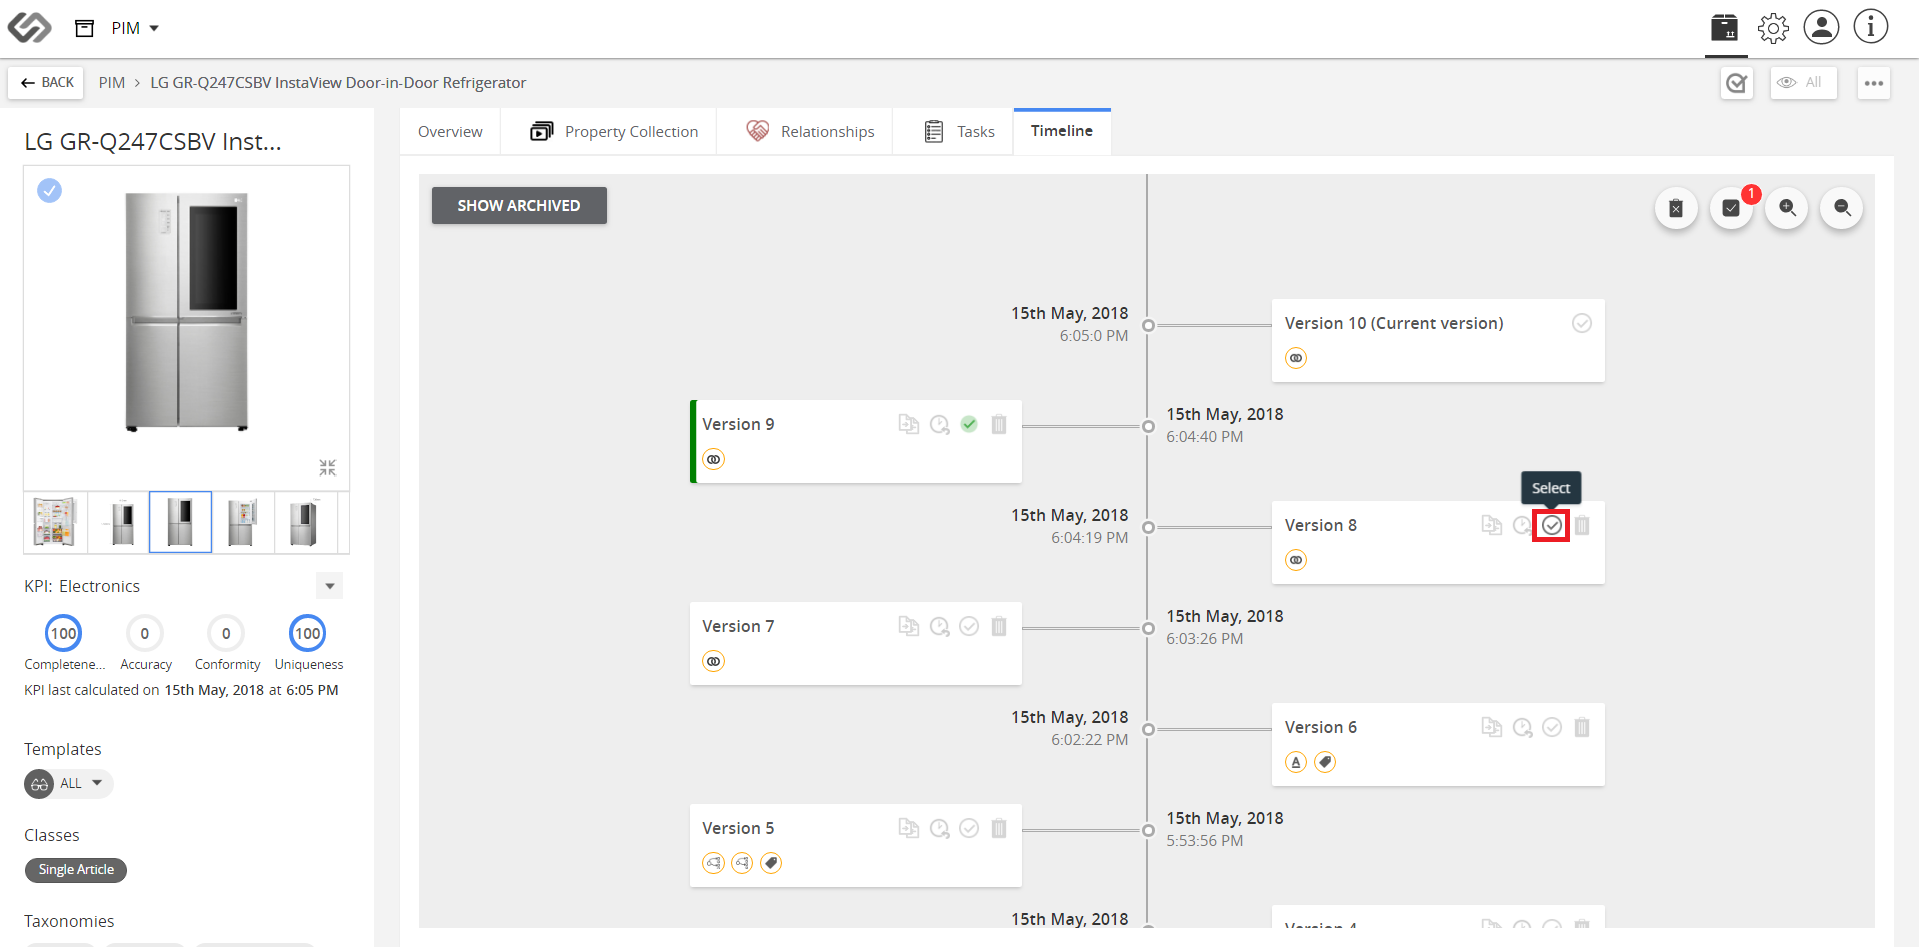 PIM
BACK
PIM > LG GR-Q247CSBV InstaView Door-in-Door Refrigerator
All
LG GR-Q247CSBV Inst...
KPI: Electronics
100 0 0 100
Completene... Accuracy Conformity Uniqueness
KPI last calculated on 15th May, 2018 at 6:05 PM
Templates
ALL
Classes
Single Article
Taxonomies
Overview Property Collection Relationships Tasks Timeline
SHOW ARCHIVED
1
15th May, 2018
6:05:0 PM
Version 10 (Current version)
Version 9
15th May, 2018
6:04:40 PM
Select
15th May, 2018
6:04:19 PM
Version 8
Version 7
15th May, 2018
6:03:26 PM
15th May, 2018
6:02:22 PM
Version 6
A
Version 5
15th May, 2018
5:53:56 PM
15th May, 2018
Version 4